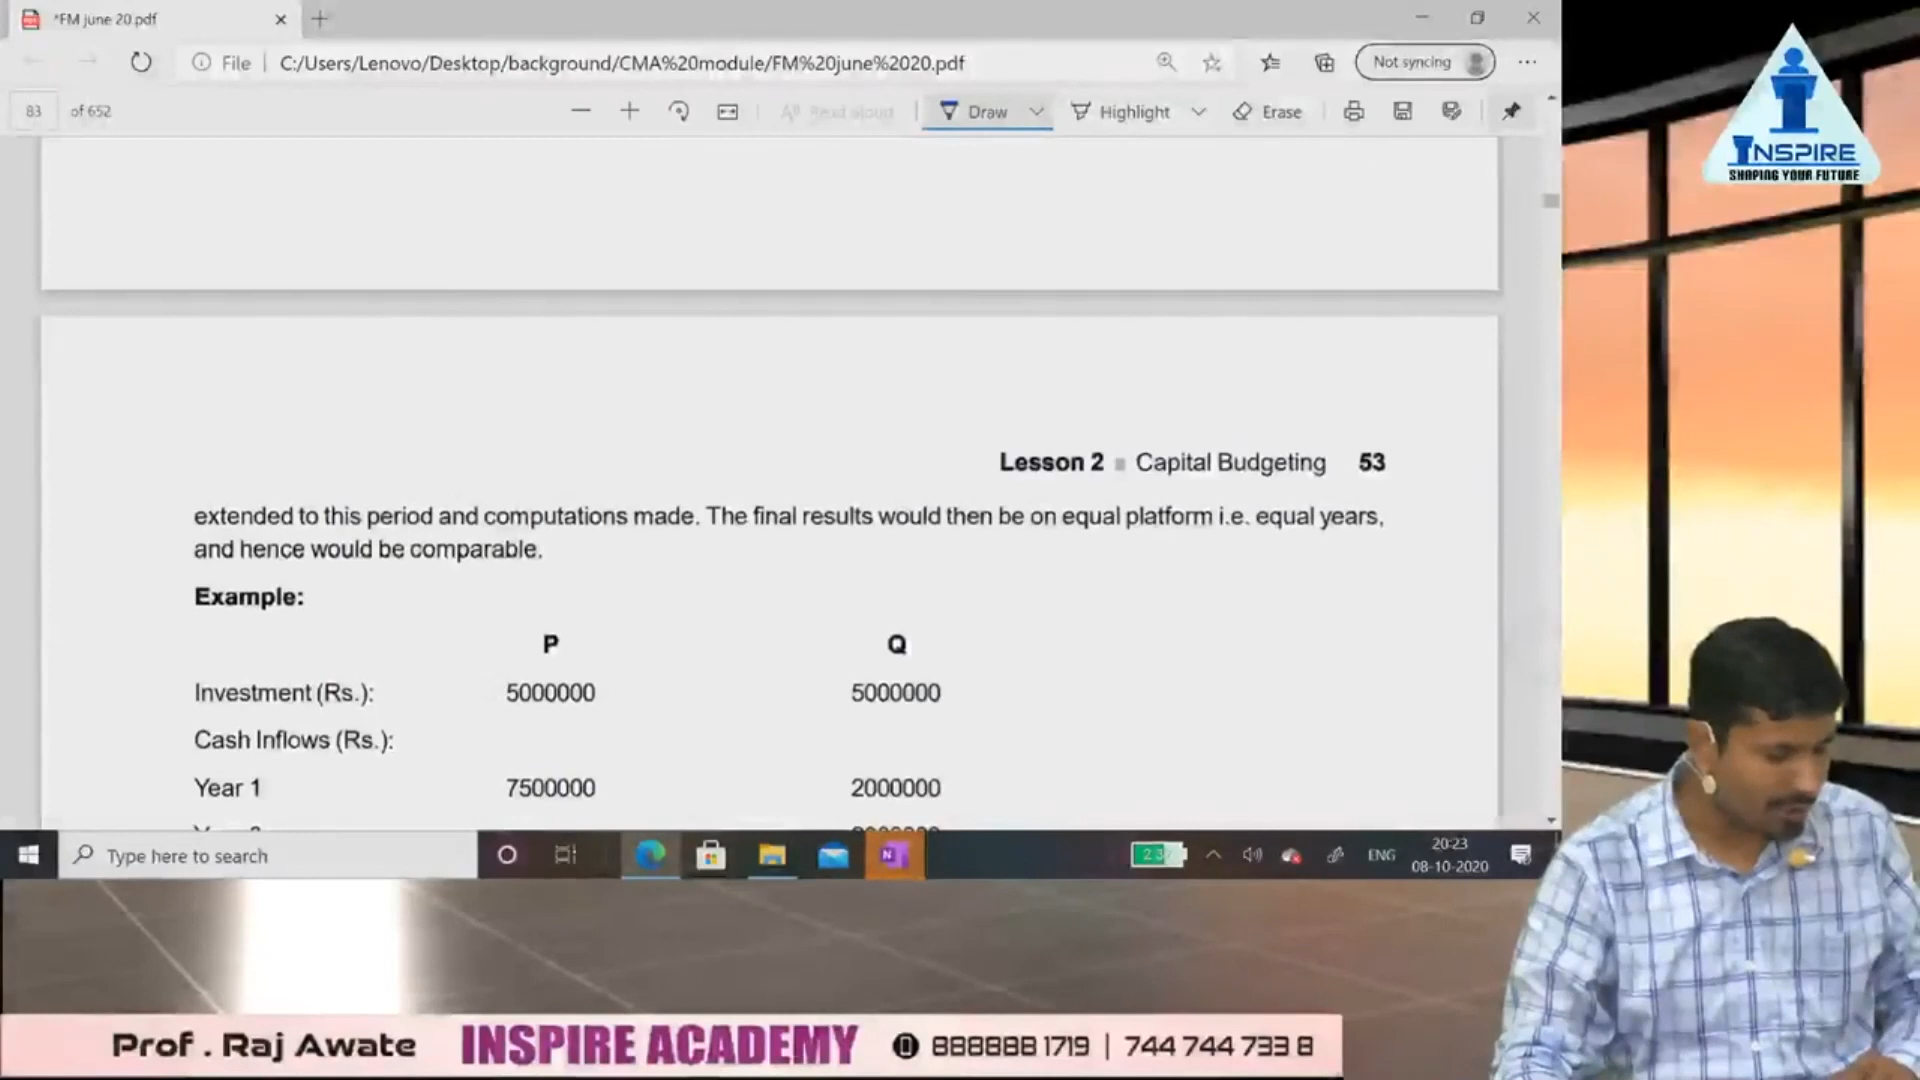 *FM june 20.pdf
File
C:/Users/Lenovo/Desktop/background/CMA%20module/FM%20june%2020.pdf
Not syncing
83 of 652
Read aloud
Draw
Highlight
Erase
INSPIRE
SHAPING YOUR FUTURE
Lesson 2 Capital Budgeting 53
extended to this period and computations made. The final results would then be on equal platform i.e. equal years,
and hence would be comparable.
Example:
P Q
Investment (Rs.): 5000000 5000000
Cash Inflows (Rs.):
Year 1 7500000 2000000
Type here to search
ENG
20:23
08-10-2020
Prof . Raj Awate INSPIRE ACADEMY 888888 1719 | 744 744 733 8